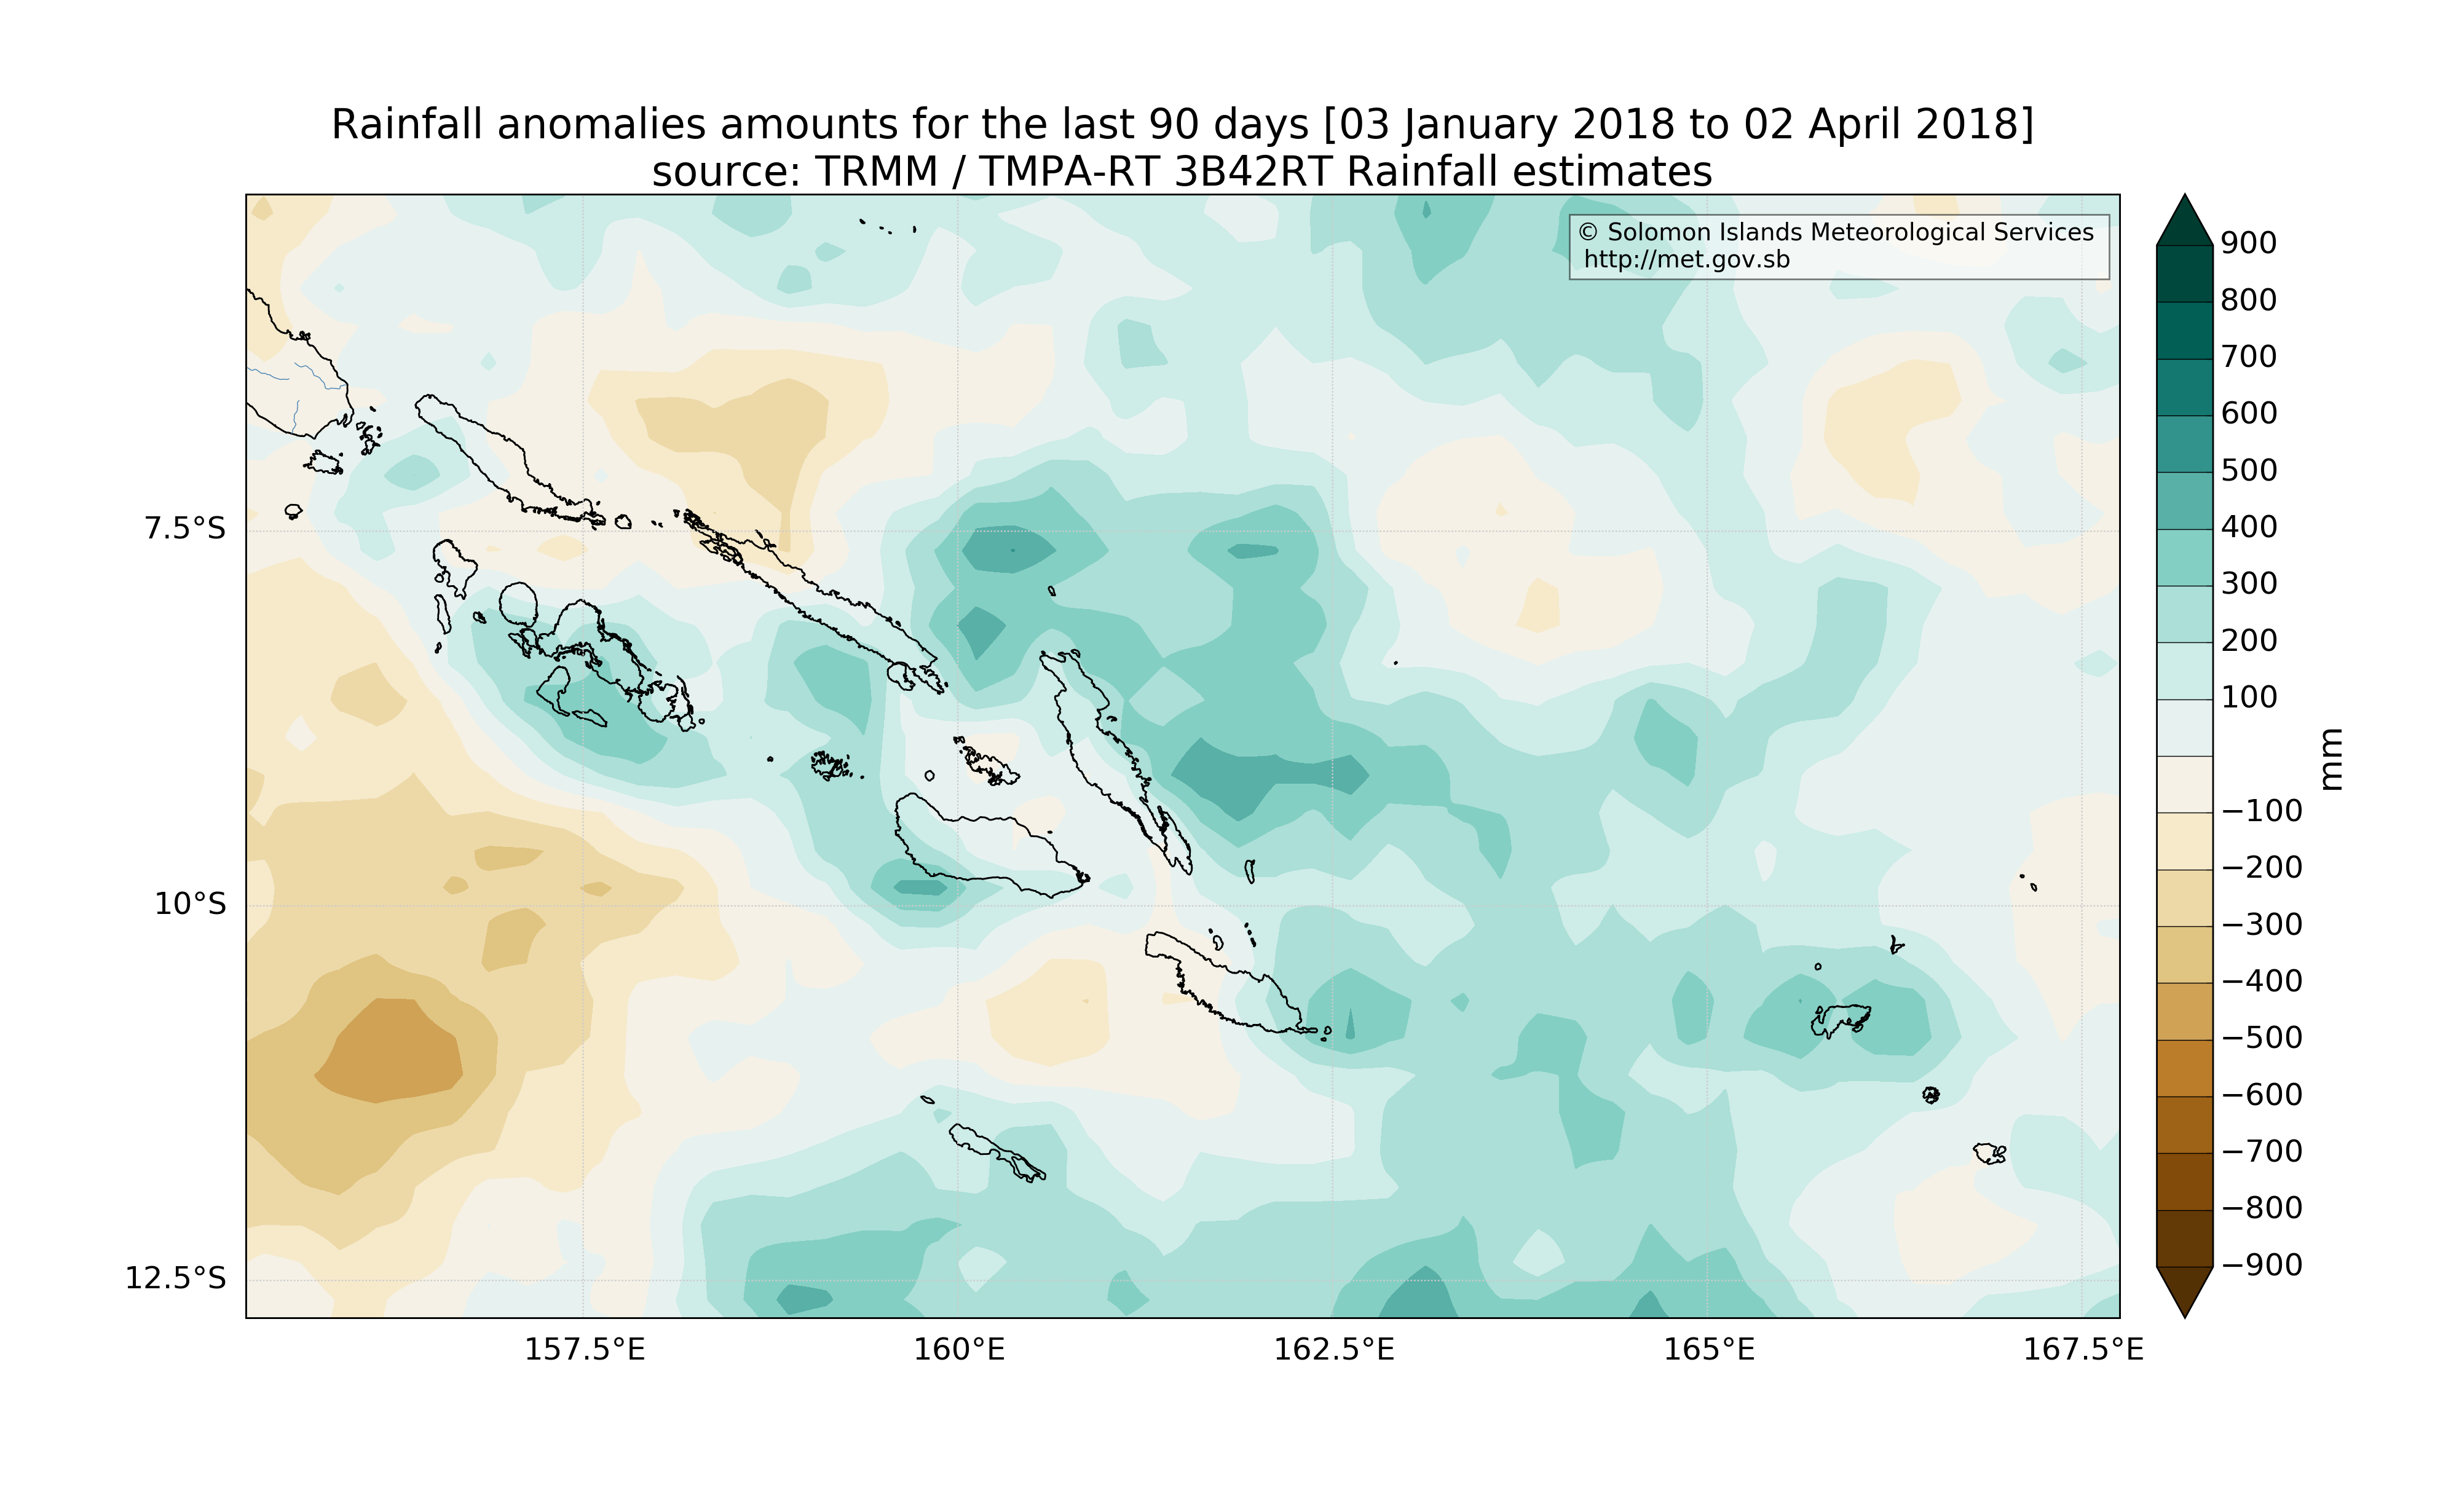 Rainfall anomalies amounts for the last 90 days [03 January 2018 to 02 April 2018]
source: TRMM / TMPA-RT 3B42RT Rainfall estimates
© Solomon Islands Meteorological Services
http://met.gov.sb
7.5°S
10°S
12.5°S
157.5°E
160°E
162.5°E
165°E
167.5°E
900
800
700
600
500
400
300
200
100
−100
−200
−300
−400
−500
−600
−700
−800
−900
mm